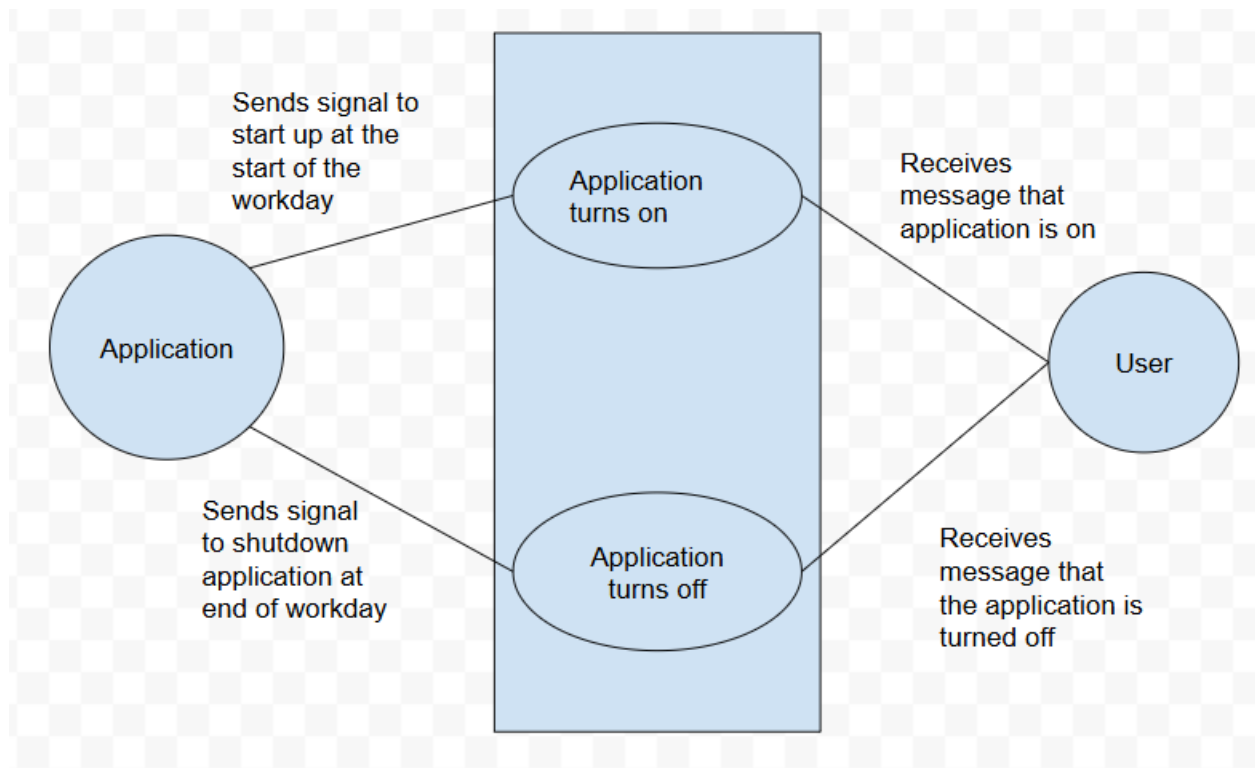 Sends signal to
start up at the
start of the
workday
Application
turns on
Receives
message that
application is on
Application
User
Sends signal
to shutdown
application at
end of workday
Application
turns off
Receives
message that
the application is
turned off